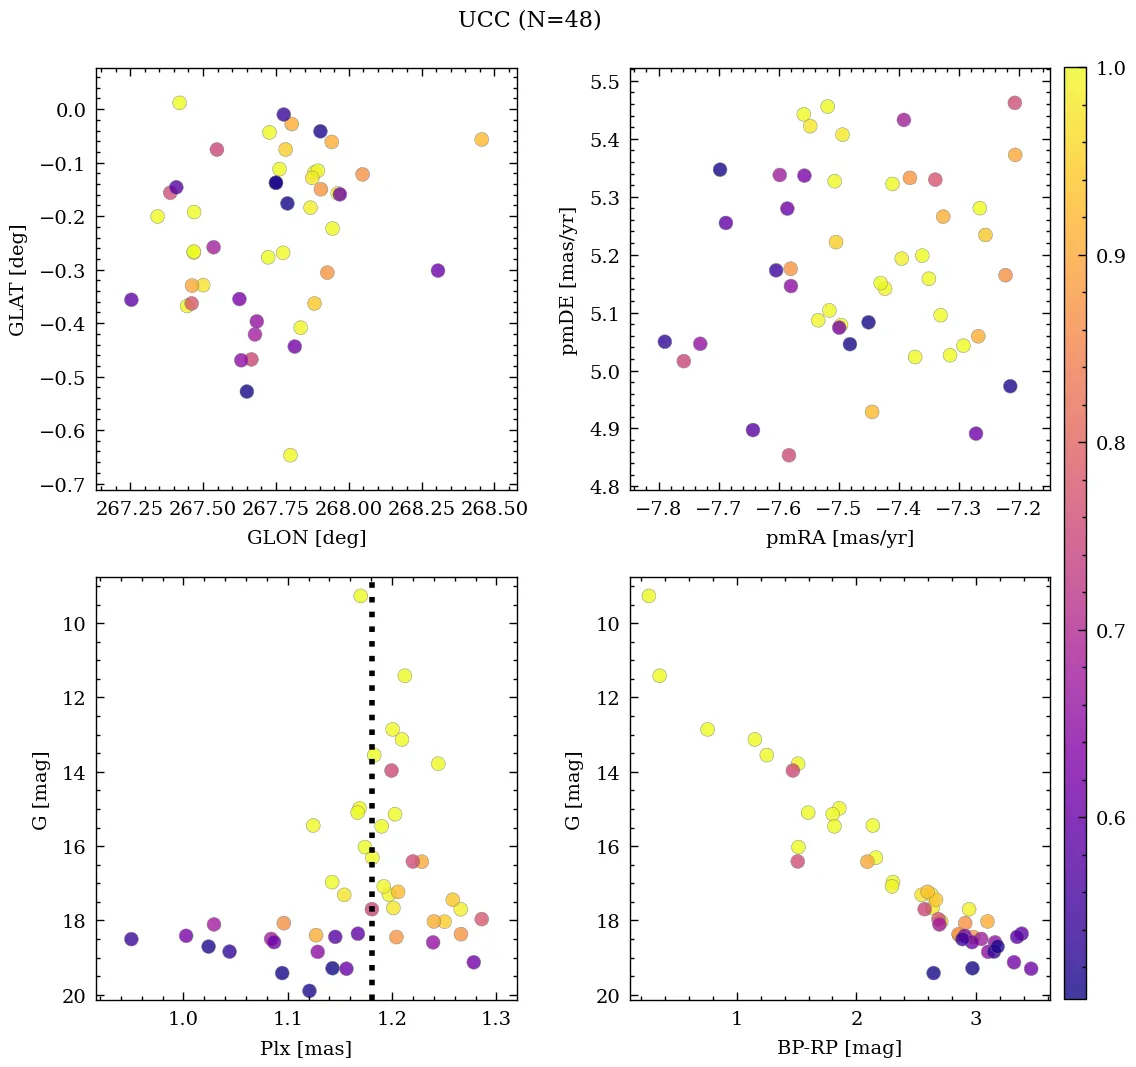 UCC (N=48)
0.0
−0.1
−0.2
−0.3
−0.4
−0.5
−0.6
−0.7
GLAT [deg]
267.25 267.50 267.75 268.00 268.25 268.50
GLON [deg]
5.5
5.4
5.3
5.2
5.1
5.0
4.9
4.8
pmDE [mas/yr]
−7.8 −7.7 −7.6 −7.5 −7.4 −7.3 −7.2
pmRA [mas/yr]
1.0
0.9
0.8
0.7
0.6
10
12
14
16
18
20
G [mag]
1.0 1.1 1.2 1.3
Plx [mas]
10
12
14
16
18
20
G [mag]
1 2 3
BP-RP [mag]